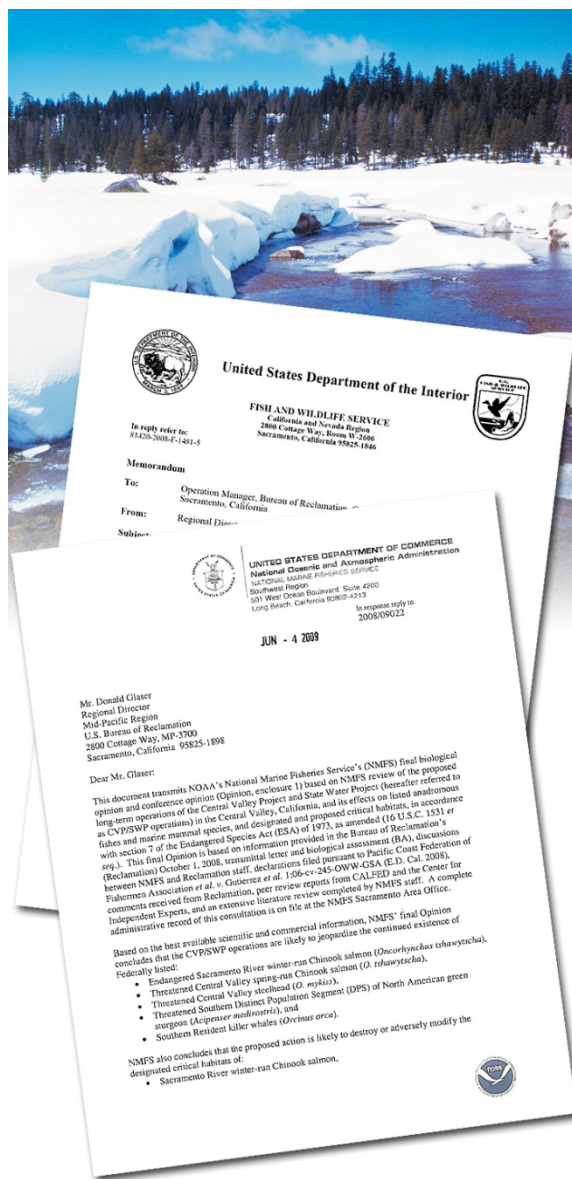 U.S. DEPARTMENT OF THE INTERIOR
MARCH 3, 1849
United States Department of the Interior
U.S.
FISH & WILDLIFE
SERVICE
FISH AND WILDLIFE SERVICE
California and Nevada Region
2800 Cottage Way, Room W-2606
Sacramento, California 95825-1846
In reply refer to:
81420-2008-F-1481-5
Memorandum
To: Operation Manager, Bureau of Reclamation,
Sacramento, California
From: Regional
Subject:
UNITED STATES DEPARTMENT OF COMMERCE
National Oceanic and Atmospheric Administration
NATIONAL MARINE FISHERIES SERVICE
Southwest Region
501 West Ocean Boulevard, Suite 4200
Long Beach, California 90802-4213
In response reply to:
2008/09022
JUN - 4 2009
Mr. Donald Glaser
Regional Director
Mid-Pacific Region
U.S. Bureau of Reclamation
2800 Cottage Way, MP-3700
Sacramento, California 95825-1898
Dear Mr. Glaser:
This document transmits NOAA's National Marine Fisheries Service's (NMFS) final biological
opinion and conference opinion (Opinion, enclosure 1) based on NMFS review of the proposed
long-term operations of the Central Valley Project and State Water Project (hereafter referred to
as CVP/SWP operations) in the Central Valley, California, and its effects on listed anadromous
fishes and marine mammal species, and designated and proposed critical habitats, in accordance
with section 7 of the Endangered Species Act (ESA) of 1973, as amended (16 U.S.C. 1531 et
seq.). This final Opinion is based on information provided in the Bureau of Reclamation's
(Reclamation) October 1, 2008, transmittal letter and biological assessment (BA), discussions
between NMFS and Reclamation staff, declarations filed pursuant to Pacific Coast Federation of
Fishermen Association et al. v. Gutierrez et al. 1:06-cv-245-OWW-GSA (E.D. Cal. 2008),
comments received from Reclamation, peer review reports from CALFED and the Center for
Independent Experts, and an extensive literature review completed by NMFS staff. A complete
administrative record of this consultation is on file at the NMFS Sacramento Area Office.
Based on the best available scientific and commercial information, NMFS' final Opinion
concludes that the CVP/SWP operations are likely to jeopardize the continued existence of
Federally listed:
• Endangered Sacramento River winter-run Chinook salmon (Oncorhynchus tshawytscha),
• Threatened Central Valley spring-run Chinook salmon (O. tshawytscha),
• Threatened Central Valley steelhead (O. mykiss),
• Threatened Southern Distinct Population Segment (DPS) of North American green
sturgeon (Acipenser medirostris), and
• Southern Resident killer whales (Orcinus orca).
NMFS also concludes that the proposed action is likely to destroy or adversely modify the
designated critical habitats of:
• Sacramento River winter-run Chinook salmon,
NOAA